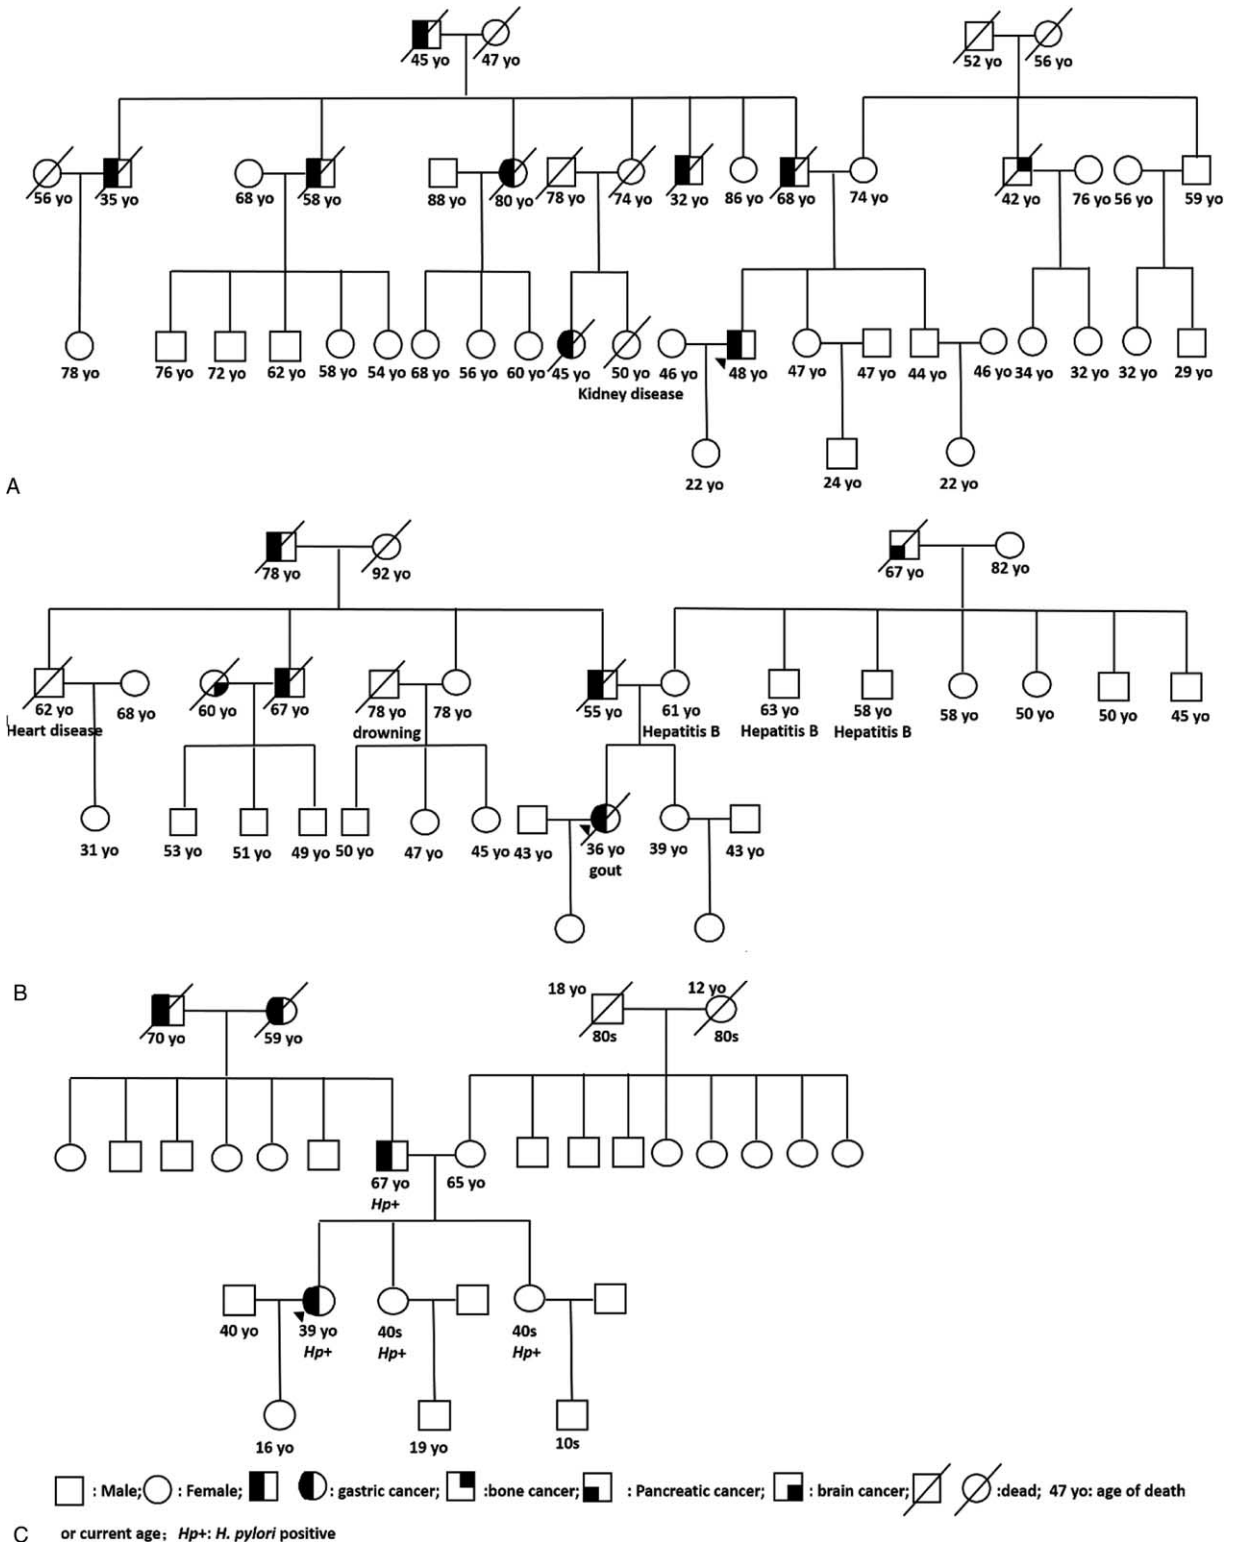 45 yo 47 yo 52 yo 56 yo
56 yo 35 yo 68 yo 58 yo 88 yo 80 yo 78 yo 74 yo 32 yo 86 yo 68 yo 74 yo 42 yo 76 yo 56 yo 59 yo
78 yo 76 yo 72 yo 62 yo 58 yo 54 yo 68 yo 56 yo 60 yo 45 yo 50 yo 46 yo 48 yo 47 yo 47 yo 44 yo 46 yo 34 yo 32 yo 32 yo 29 yo
Kidney disease
22 yo 24 yo 22 yo
A
78 yo 92 yo 67 yo 82 yo
62 yo 68 yo 60 yo 67 yo 78 yo 78 yo 55 yo 61 yo 63 yo 58 yo 58 yo 50 yo 50 yo 45 yo
Heart disease drowning Hepatitis B Hepatitis B Hepatitis B
31 yo 53 yo 51 yo 49 yo 50 yo 47 yo 45 yo 43 yo 36 yo 39 yo 43 yo
gout
B
18 yo 12 yo
70 yo 59 yo 80s 80s
67 yo 65 yo
Hp+
40 yo 39 yo 40s 40s
Hp+ Hp+ Hp+
16 yo 19 yo 10s
: Male; : Female; : gastric cancer; :bone cancer; : Pancreatic cancer; : brain cancer; :dead; 47 yo: age of death
C or current age; Hp+: H. pylori positive